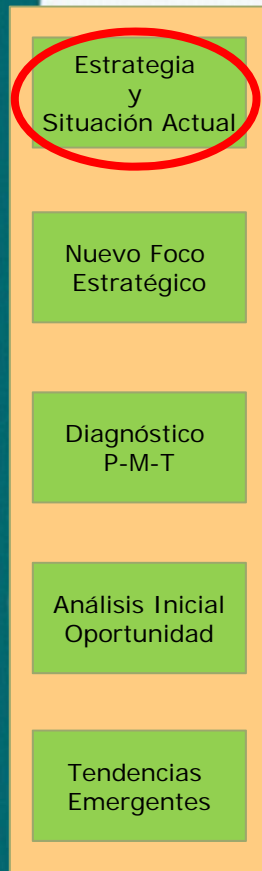 Estrategia
y
Situación Actual
Nuevo Foco
Estratégico
Diagnóstico
P-M-T
Análisis Inicial
Oportunidad
Tendencias
Emergentes